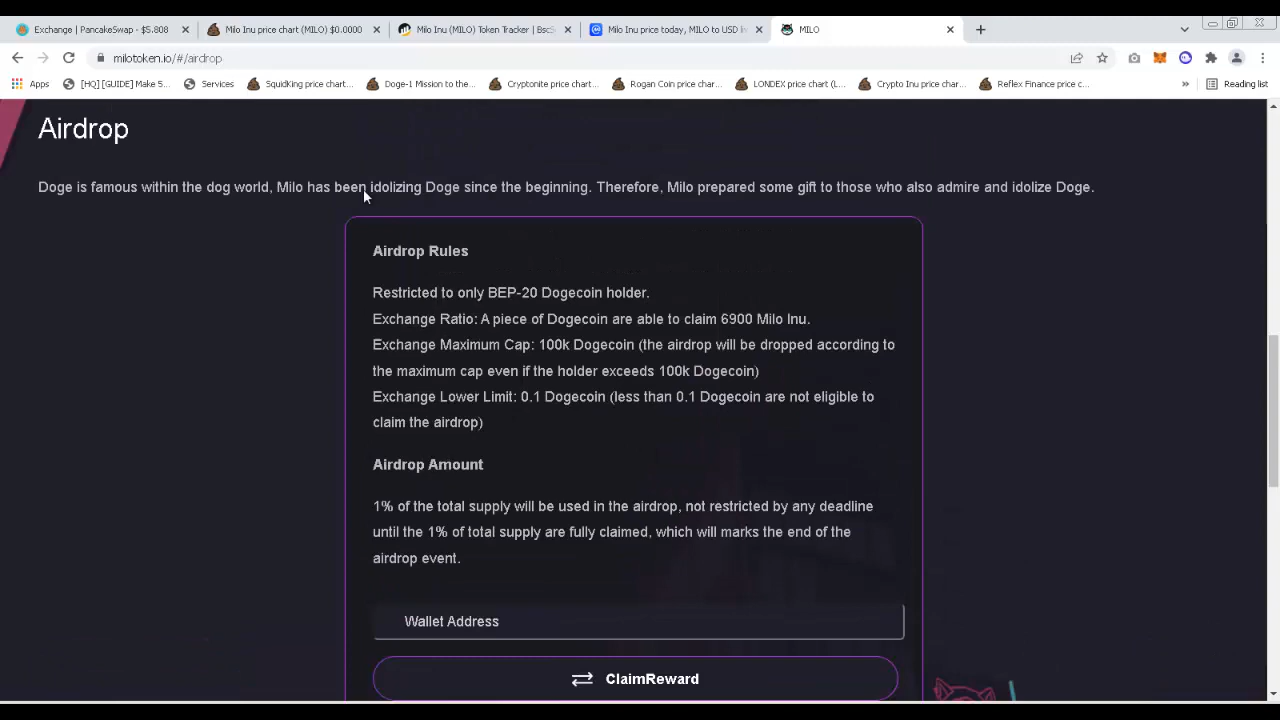 Exchange | PancakeSwap - $5.808
Milo Inu price chart (MILO) $0.0000
Milo Inu (MILO) Token Tracker | BscS
Milo Inu price today, MILO to USD li
MILO
milotoken.io/#/airdrop
Apps
[HQ][GUIDE] Make 5...
Services
SquidKing price chart...
Doge-1 Mission to the...
Cryptonite price chart...
Rogan Coin price char...
LONDEX price chart (L...
Crypto Inu price char...
Reflex Finance price c...
»
Reading list
Airdrop
Doge is famous within the dog world, Milo has been idolizing Doge since the beginning. Therefore, Milo prepared some gift to those who also admire and idolize Doge.
Airdrop Rules
Restricted to only BEP-20 Dogecoin holder.
Exchange Ratio: A piece of Dogecoin are able to claim 6900 Milo Inu.
Exchange Maximum Cap: 100k Dogecoin (the airdrop will be dropped according to
the maximum cap even if the holder exceeds 100k Dogecoin)
Exchange Lower Limit: 0.1 Dogecoin (less than 0.1 Dogecoin are not eligible to
claim the airdrop)
Airdrop Amount
1% of the total supply will be used in the airdrop, not restricted by any deadline
until the 1% of total supply are fully claimed, which will marks the end of the
airdrop event.
Wallet Address
ClaimReward